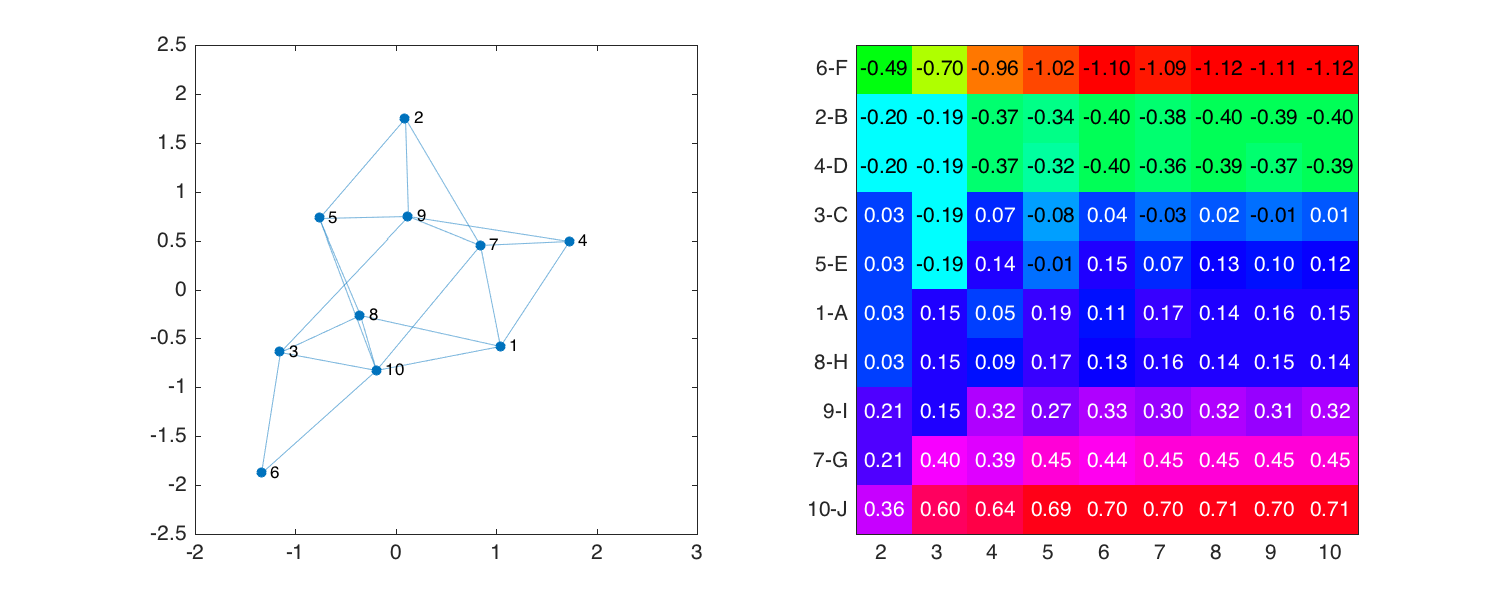 2.5
2
1.5
1
0.5
0
-0.5
-1
-1.5
-2
-2.5
-2 -1 0 1 2 3
2
5 9
7 4
8
3 10 1
6
6-F -0.49 -0.70 -0.96 -1.02 -1.10 -1.09 -1.12 -1.11 -1.12
2-B -0.20 -0.19 -0.37 -0.34 -0.40 -0.38 -0.40 -0.39 -0.40
4-D -0.20 -0.19 -0.37 -0.32 -0.40 -0.36 -0.39 -0.37 -0.39
3-C 0.03 -0.19 0.07 -0.08 0.04 -0.03 0.02 -0.01 0.01
5-E 0.03 -0.19 0.14 -0.01 0.15 0.07 0.13 0.10 0.12
1-A 0.03 0.15 0.05 0.19 0.11 0.17 0.14 0.16 0.15
8-H 0.03 0.15 0.09 0.17 0.13 0.16 0.14 0.15 0.14
9-I 0.21 0.15 0.32 0.27 0.33 0.30 0.32 0.31 0.32
7-G 0.21 0.40 0.39 0.45 0.44 0.45 0.45 0.45 0.45
10-J 0.36 0.60 0.64 0.69 0.70 0.70 0.71 0.70 0.71
2 3 4 5 6 7 8 9 10